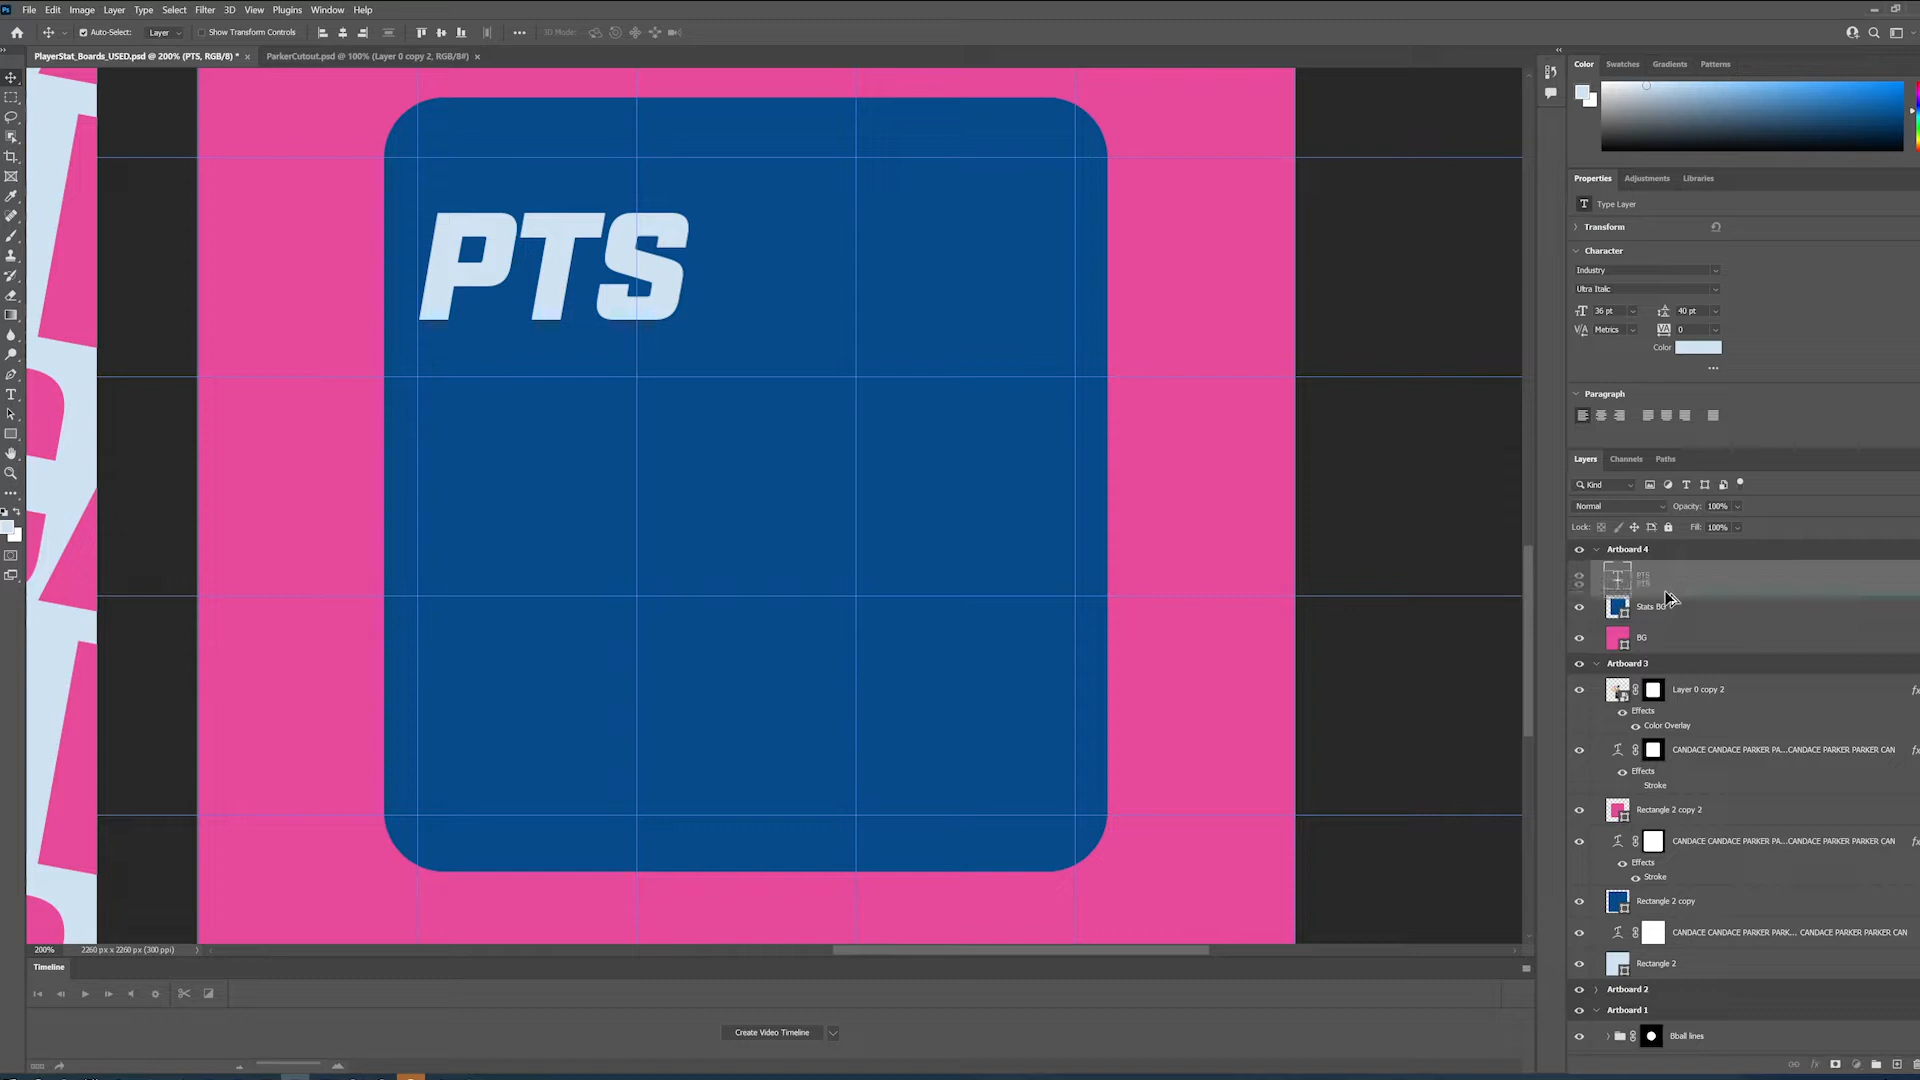 File Edit Image Layer Type Select Filter 3D View Plugins Window Help
Auto-Select: Layer Show Transform Controls 3D Mode:
PlayerStat_Boards_USED.psd @ 200% (PTS, RGB/8) * × ParkerCutout.psd @ 100% (Layer 0 copy 2, RGB/8#) ×
Color Swatches Gradients Patterns
Properties Adjustments Libraries
Type Layer
Transform
Character
Industry
Ultra Italic
36 pt 40 pt
Metrics 0
Color
Paragraph
PTS
Layers Channels Paths
Kind
Normal Opacity: 100%
Lock: Fill: 100%
Artboard 4
PTS
PTS
Stats BG
BG
Artboard 3
Layer 0 copy 2 fx
Effects
Color Overlay
CANDACE CANDACE PARKER PA...CANDACE PARKER PARKER CAN fx
Effects
Stroke
Rectangle 2 copy 2
CANDACE CANDACE PARKER PA...CANDACE PARKER PARKER CAN fx
Effects
Stroke
Rectangle 2 copy
CANDACE CANDACE PARKER PARK... CANDACE PARKER PARKER CAN
Rectangle 2
Artboard 2
Artboard 1
Bball lines
200% 2260 px x 2260 px (300 ppi)
Timeline
Create Video Timeline